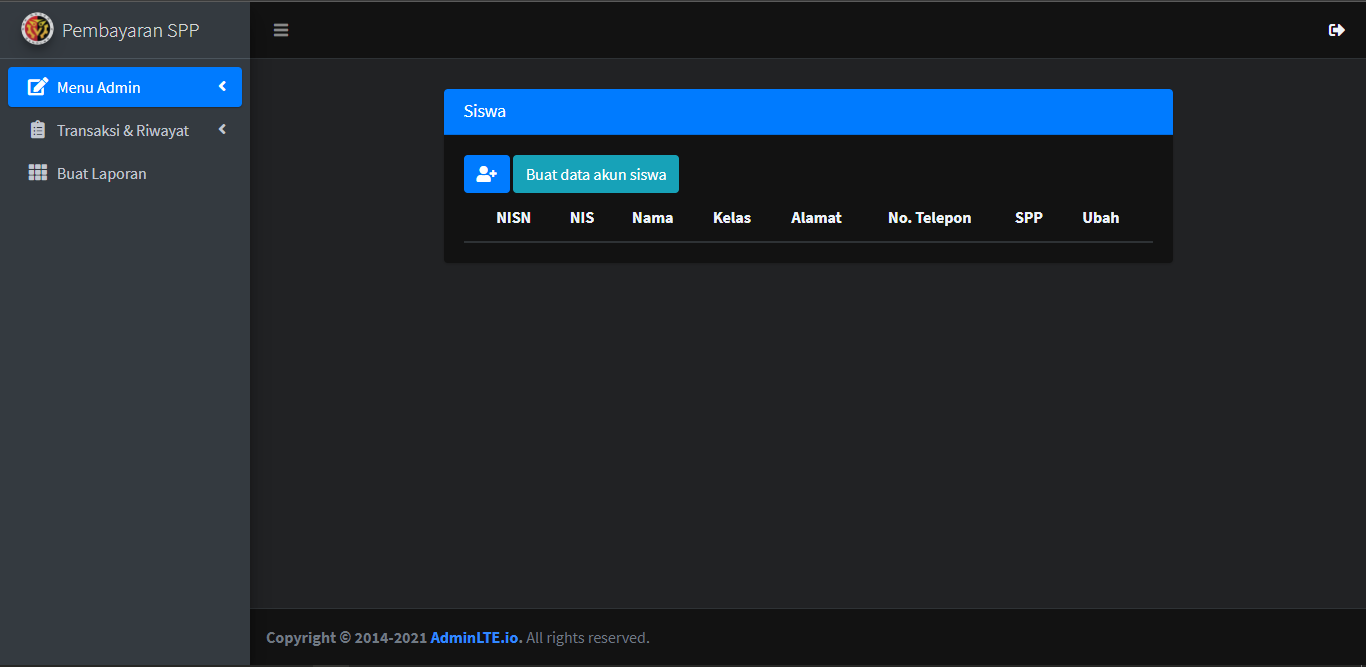 Pembayaran SPP
Menu Admin
Transaksi & Riwayat
Buat Laporan
Siswa
Buat data akun siswa
NISN NIS Nama Kelas Alamat No. Telepon SPP Ubah
Copyright © 2014-2021 AdminLTE.io. All rights reserved.